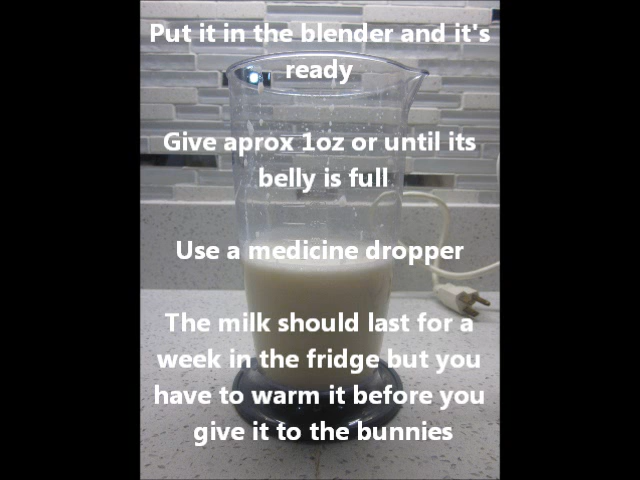 Put it in the blender and it's
ready
Give aprox 1oz or until its
belly is full
Use a medicine dropper
The milk should last for a
week in the fridge but you
have to warm it before you
give it to the bunnies